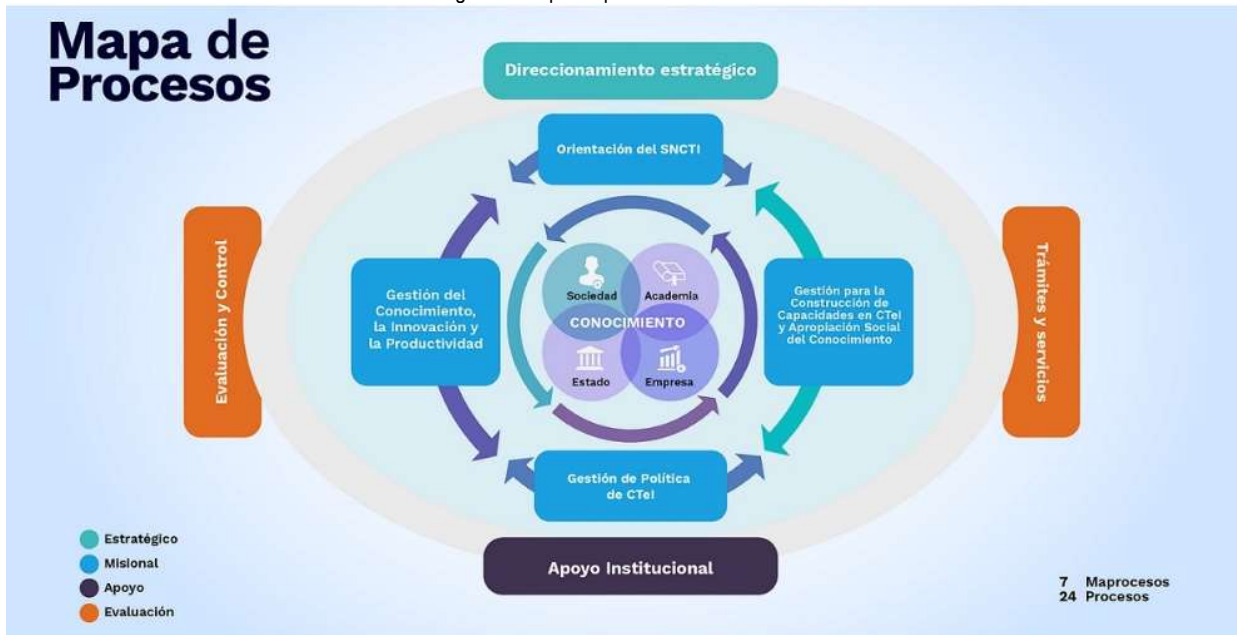 Mapa de
Procesos
Direccionamiento estratégico
Orientación del SNCTI
Evaluación y Control
Gestión del
Conocimiento,
la Innovación y
la Productividad
Sociedad
Academia
CONOCIMIENTO
Estado
Empresa
Gestión para la
Construcción de
Capacidades en CTeI
y Apropiación Social
del Conocimiento
Trámites y servicios
Gestión de Política
de CTeI
Apoyo Institucional
Estratégico
Misional
Apoyo
Evaluación
7 Maprocesos
24 Procesos